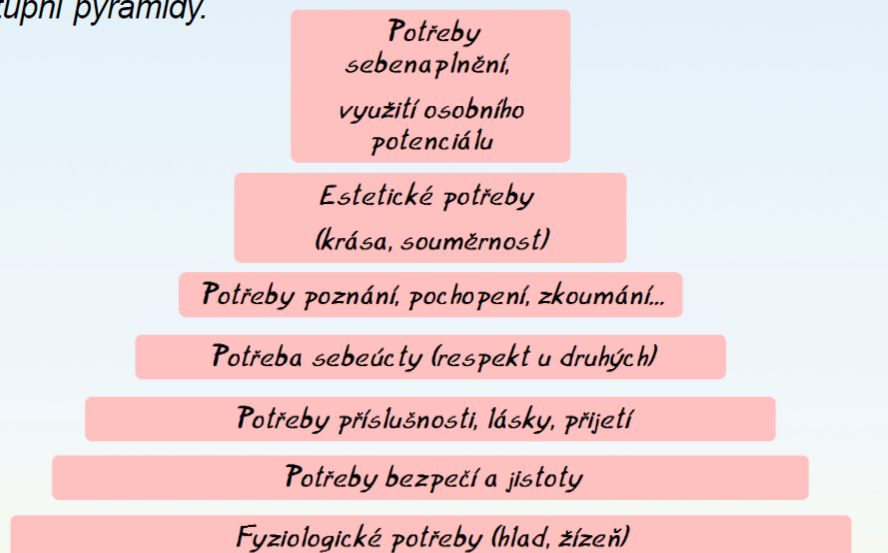 pyramidy.
Potřeby
sebenaplnění,
využití osobního
potenciálu
Estetické potřeby
(krása, souměrnost)
Potřeby poznání, pochopení, zkoumání...
Potřeba sebeúcty (respekt u druhých)
Potřeby příslušnosti, lásky, přijetí
Potřeby bezpečí a jistoty
Fyziologické potřeby (hlad, žízeň)